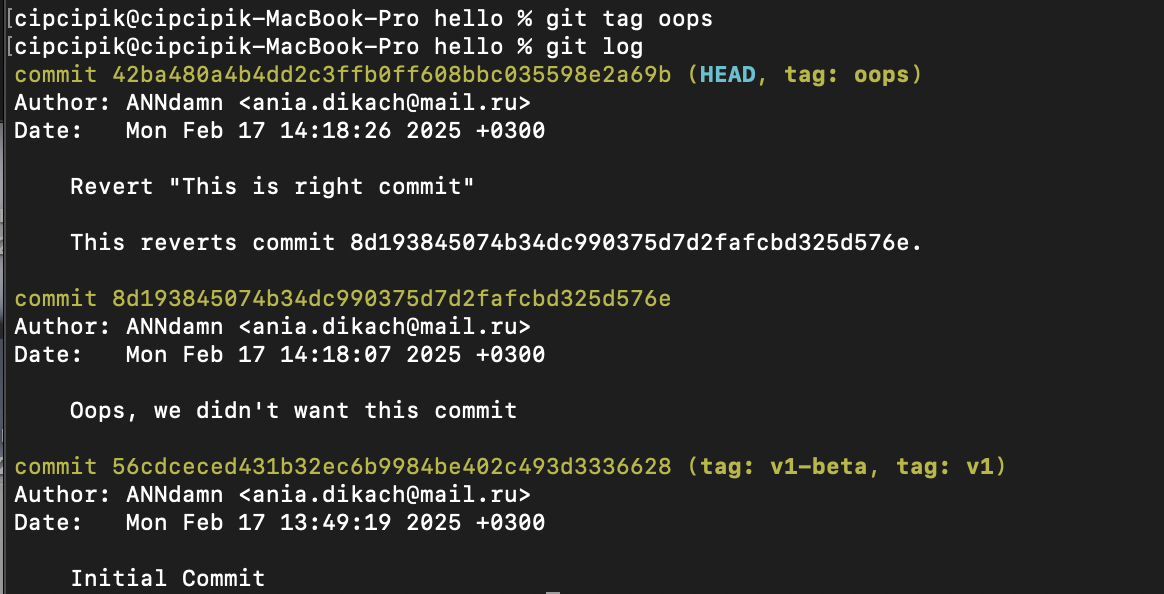 [cipcipik@cipcipik-MacBook-Pro hello % git tag oops
[cipcipik@cipcipik-MacBook-Pro hello % git log
commit 42ba480a4b4dd2c3ffb0ff608bbc035598e2a69b (HEAD, tag: oops)
Author: ANNdamn <ania.dikach@mail.ru>
Date:   Mon Feb 17 14:18:26 2025 +0300
    Revert "This is right commit"
    This reverts commit 8d193845074b34dc990375d7d2fafcbd325d576e.
commit 8d193845074b34dc990375d7d2fafcbd325d576e
Author: ANNdamn <ania.dikach@mail.ru>
Date:   Mon Feb 17 14:18:07 2025 +0300
    Oops, we didn't want this commit
commit 56cdceced431b32ec6b9984be402c493d3336628 (tag: v1-beta, tag: v1)
Author: ANNdamn <ania.dikach@mail.ru>
Date:   Mon Feb 17 13:49:19 2025 +0300
    Initial Commit